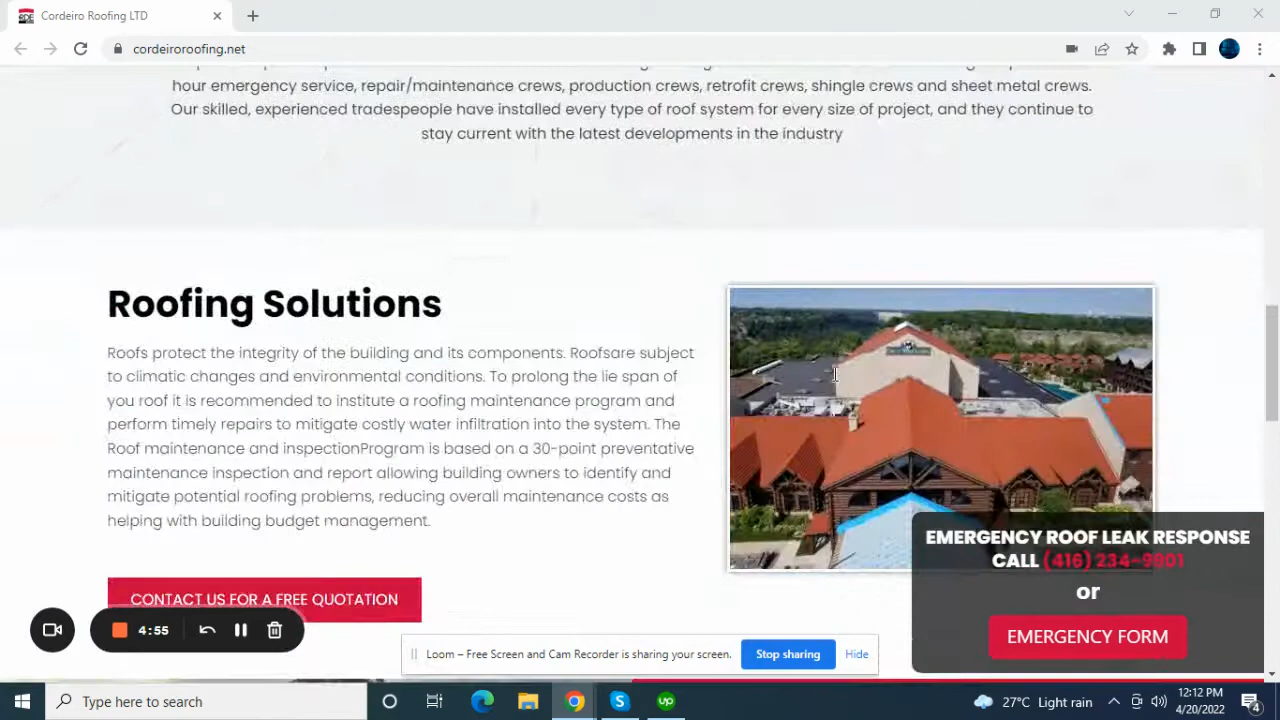 Cordeiro Roofing LTD
cordeiroroofing.net
hour emergency service, repair/maintenance crews, production crews, retrofit crews, shingle crews and sheet metal crews.
Our skilled, experienced tradespeople have installed every type of roof system for every size of project, and they continue to
stay current with the latest developments in the industry
Roofing Solutions
Roofs protect the integrity of the building and its components. Roofsare subject
to climatic changes and environmental conditions. To prolong the lie span of
you roof it is recommended to institute a roofing maintenance program and
perform timely repairs to mitigate costly water infiltration into the system. The
Roof maintenance and inspectionProgram is based on a 30-point preventative
maintenance inspection and report allowing building owners to identify and
mitigate potential roofing problems, reducing overall maintenance costs as
helping with building budget management.
CONTACT US FOR A FREE QUOTATION
EMERGENCY ROOF LEAK RESPONSE
CALL (416) 234-9901
or
EMERGENCY FORM
4:55
Loom – Free Screen and Cam Recorder is sharing your screen.
Stop sharing
Hide
Type here to search
up
27°C Light rain
12:12 PM
4/20/2022
4